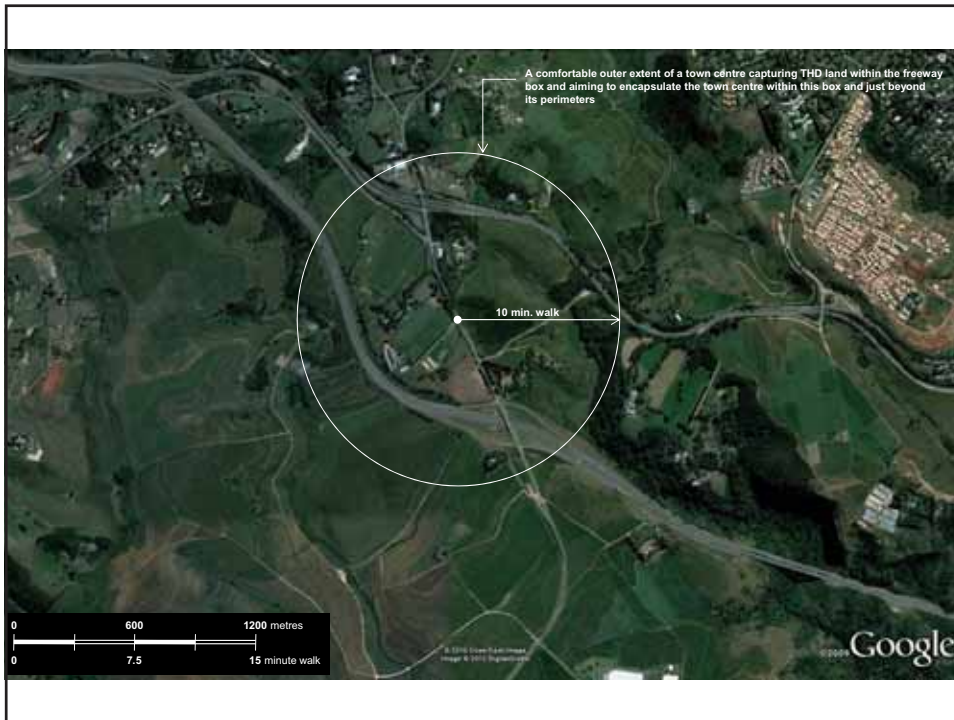 A comfortable outer extent of a town centre capturing THD land within the freeway
box and aiming to encapsulate the town centre within this box and just beyond
its perimeters
10 min. walk
0 600 1200 metres
0 7.5 15 minute walk
©2009 Google